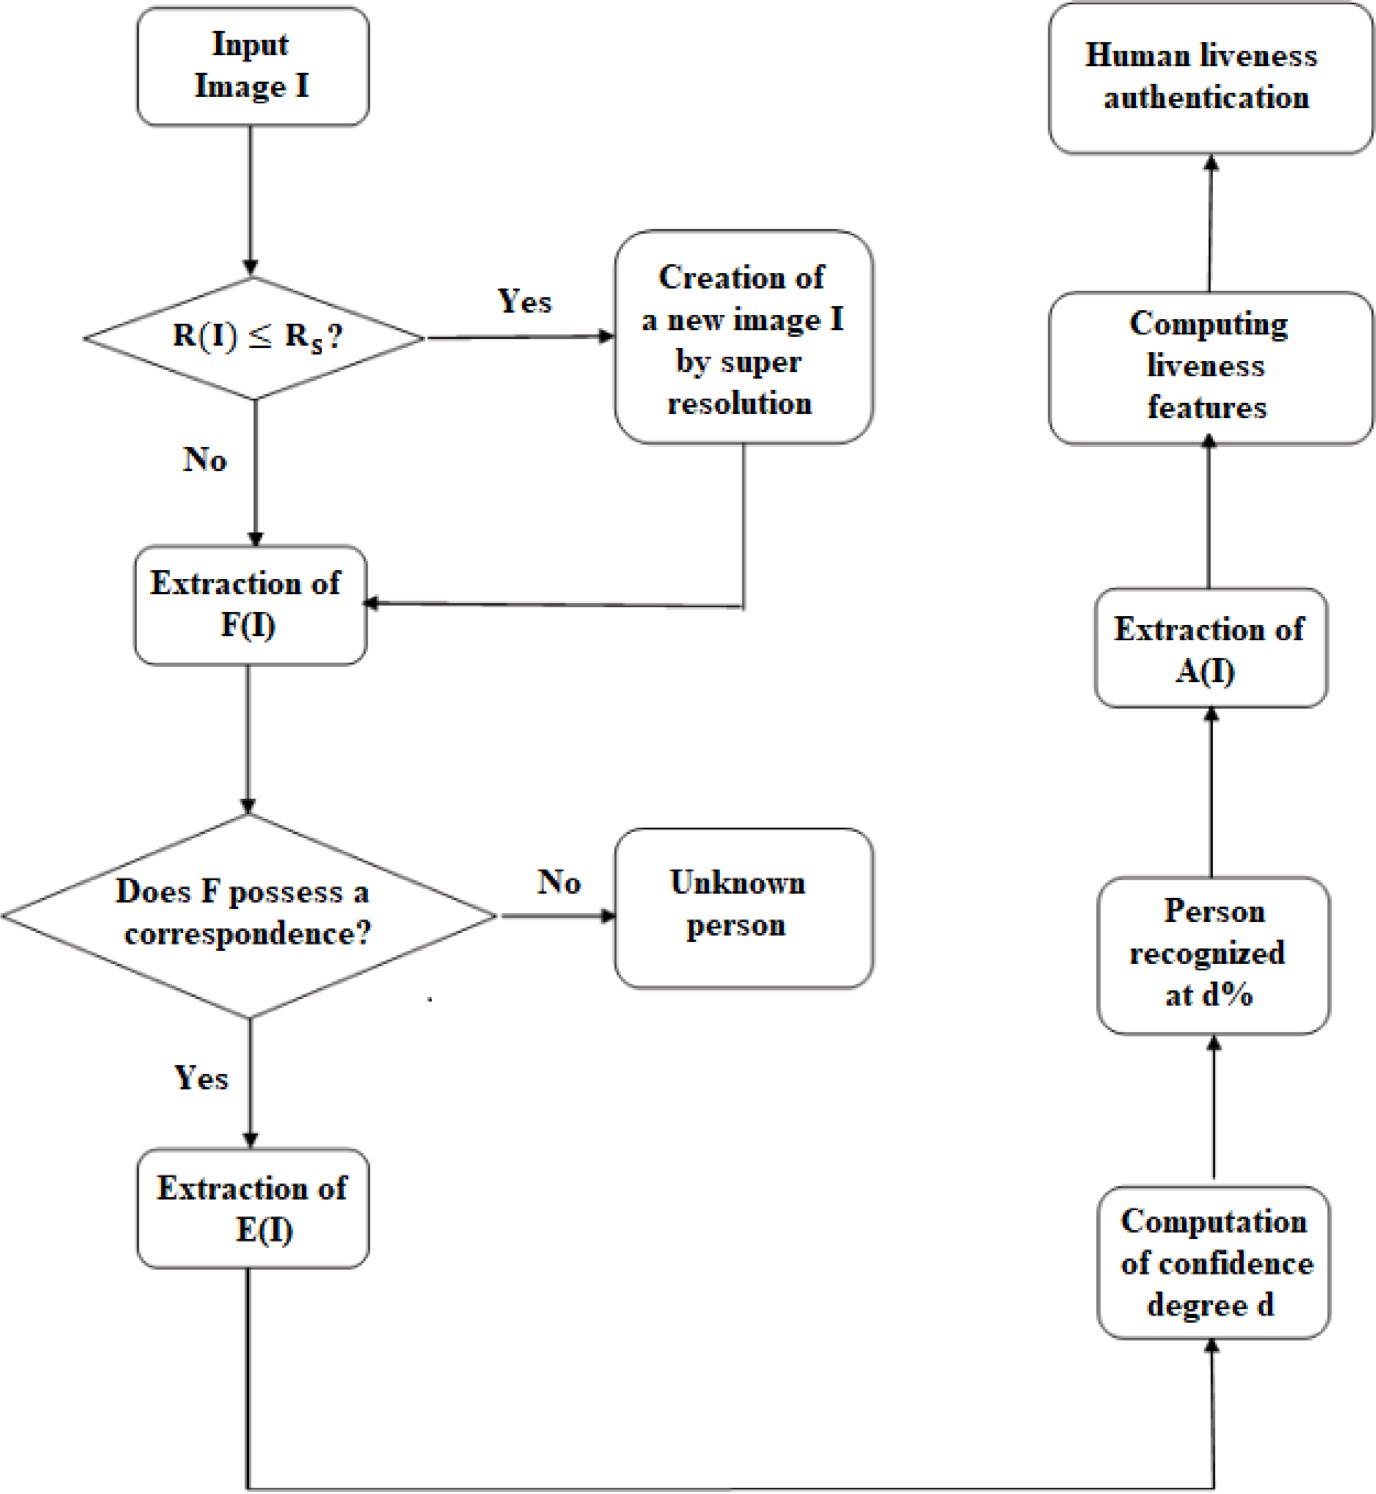 Input
Image I
R(I) ≤ Rs?
Yes
Creation of
a new image I
by super
resolution
No
Extraction of
F(I)
Does F possess a
correspondence?
No
Unknown
person
Yes
Extraction of
E(I)
Computation
of confidence
degree d
Person
recognized
at d%
Extraction of
A(I)
Computing
liveness
features
Human liveness
authentication